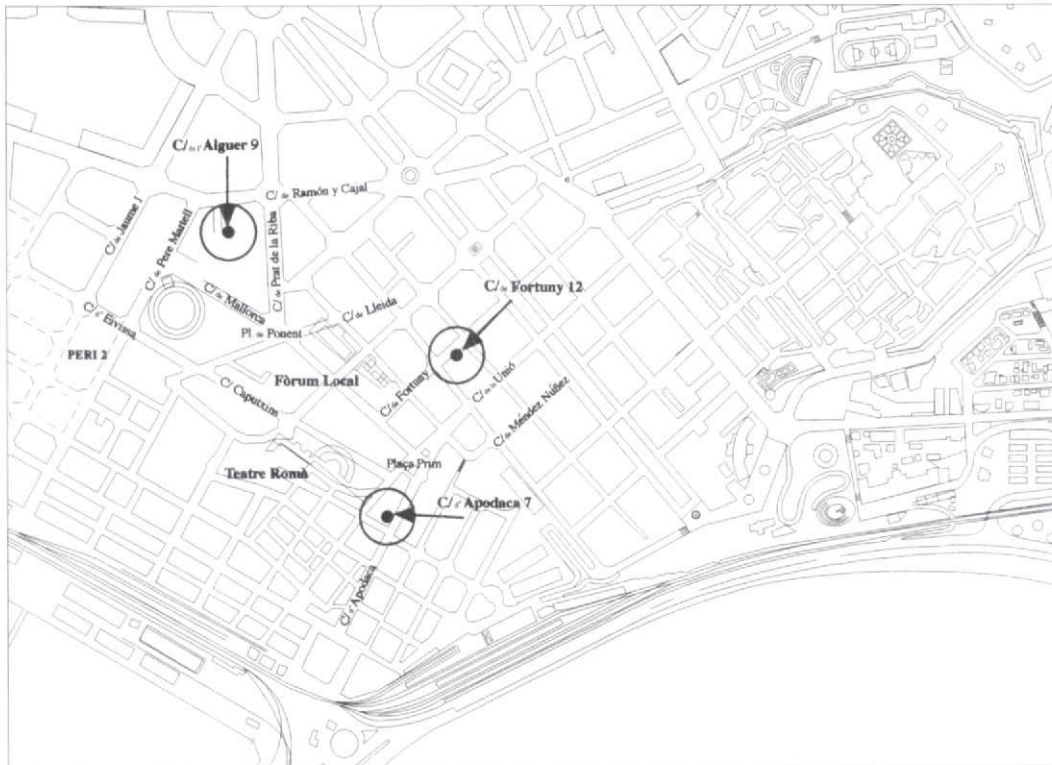 C/ de l' Alguer 9
C/ de Ramón y Cajal
C/ de Jaume I
C/ de Pere Martell
C/ de Prat de la Riba
C/ de Mallorca
C/ de Lleida
C/ de Fortuny 12
C/ d' Eivissa
Pl. de Ponent
PERI 2
Fòrum Local
C/ Caputxins
C/ de Fortuny
C/ de la Unió
C/ de Méndez Núñez
Plaça Prim
Teatre Romà
C/ d' Apodaca 7
C/ d' Apodaca